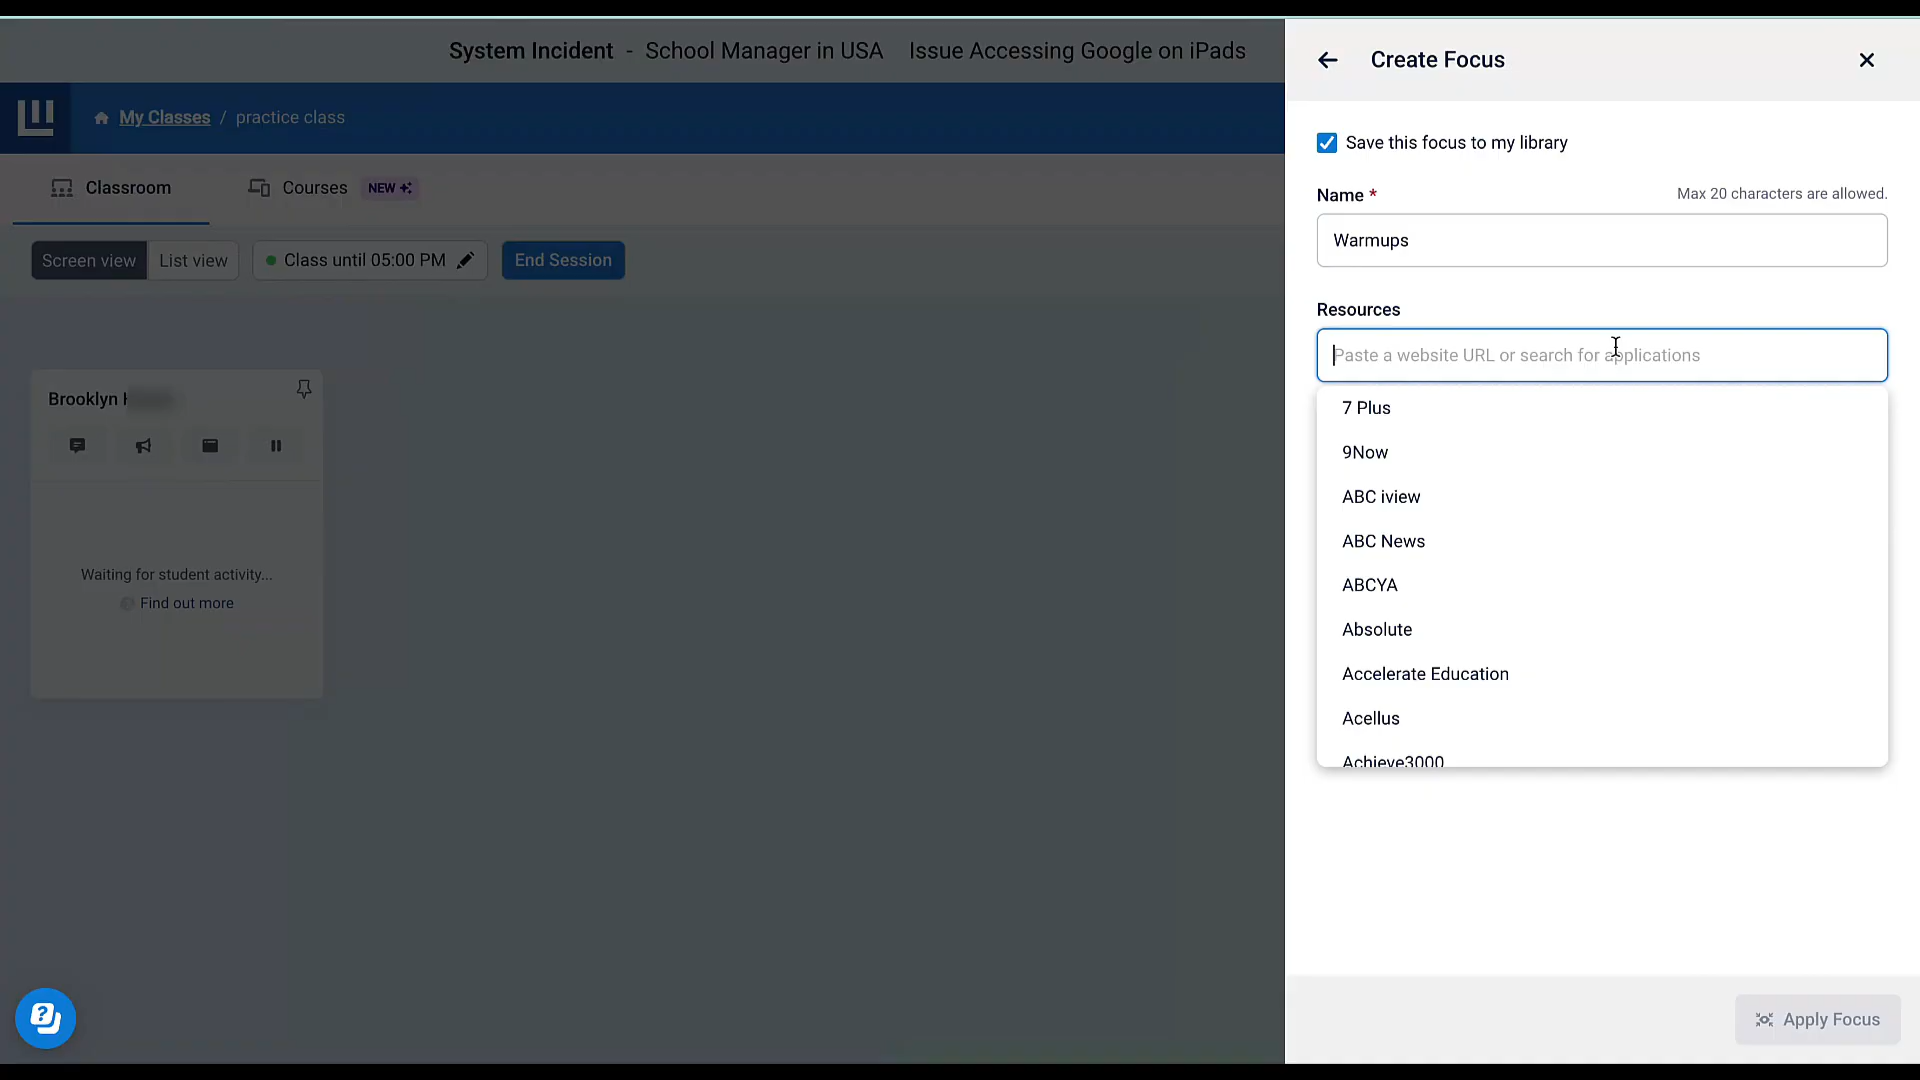 System Incident - School Manager in USA Issue Accessing Google on iPads
My Classes / practice class
Classroom
Courses NEW
Screen view
List view
Class until 05:00 PM
End Session
Brooklyn
Waiting for student activity...
Find out more
Create Focus
Save this focus to my library
Name *
Max 20 characters are allowed.
Warmups
Resources
Paste a website URL or search for applications
7 Plus
9Now
ABC iview
ABC News
ABCYA
Absolute
Accelerate Education
Acellus
Achieve3000
Apply Focus